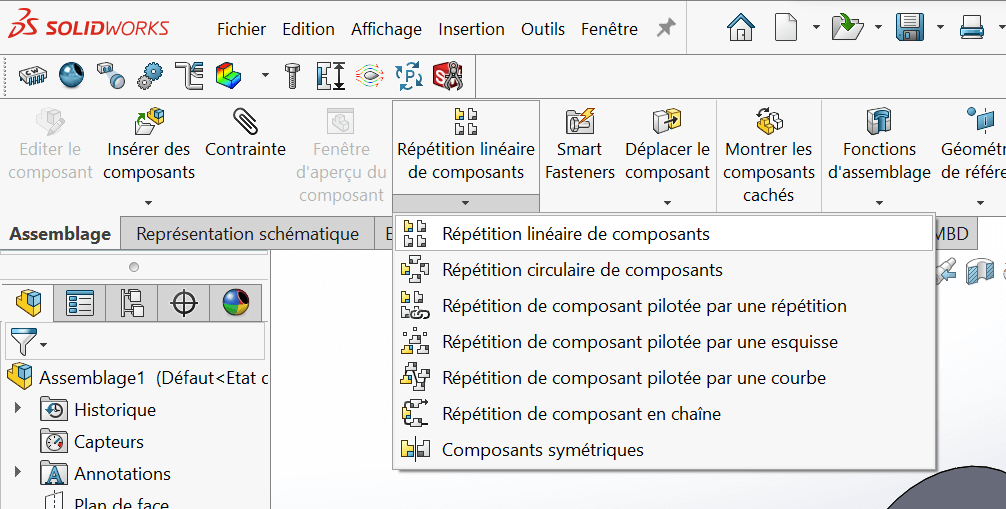 SOLIDWORKS
Fichier Edition Affichage Insertion Outils Fenêtre
Editer le
composant
Insérer des
composants
Contrainte
Fenêtre
d'aperçu du
composant
Répétition linéaire
de composants
Smart
Fasteners
Déplacer le
composant
Montrer les
composants
cachés
Fonctions
d'assemblage
Géométr
de référe
Assemblage
Représentation schématique
E
MBD
Répétition linéaire de composants
Répétition circulaire de composants
Répétition de composant pilotée par une répétition
Répétition de composant pilotée par une esquisse
Répétition de composant pilotée par une courbe
Répétition de composant en chaîne
Composants symétriques
Assemblage1 (Défaut<Etat d
Historique
Capteurs
Annotations
Plan de face